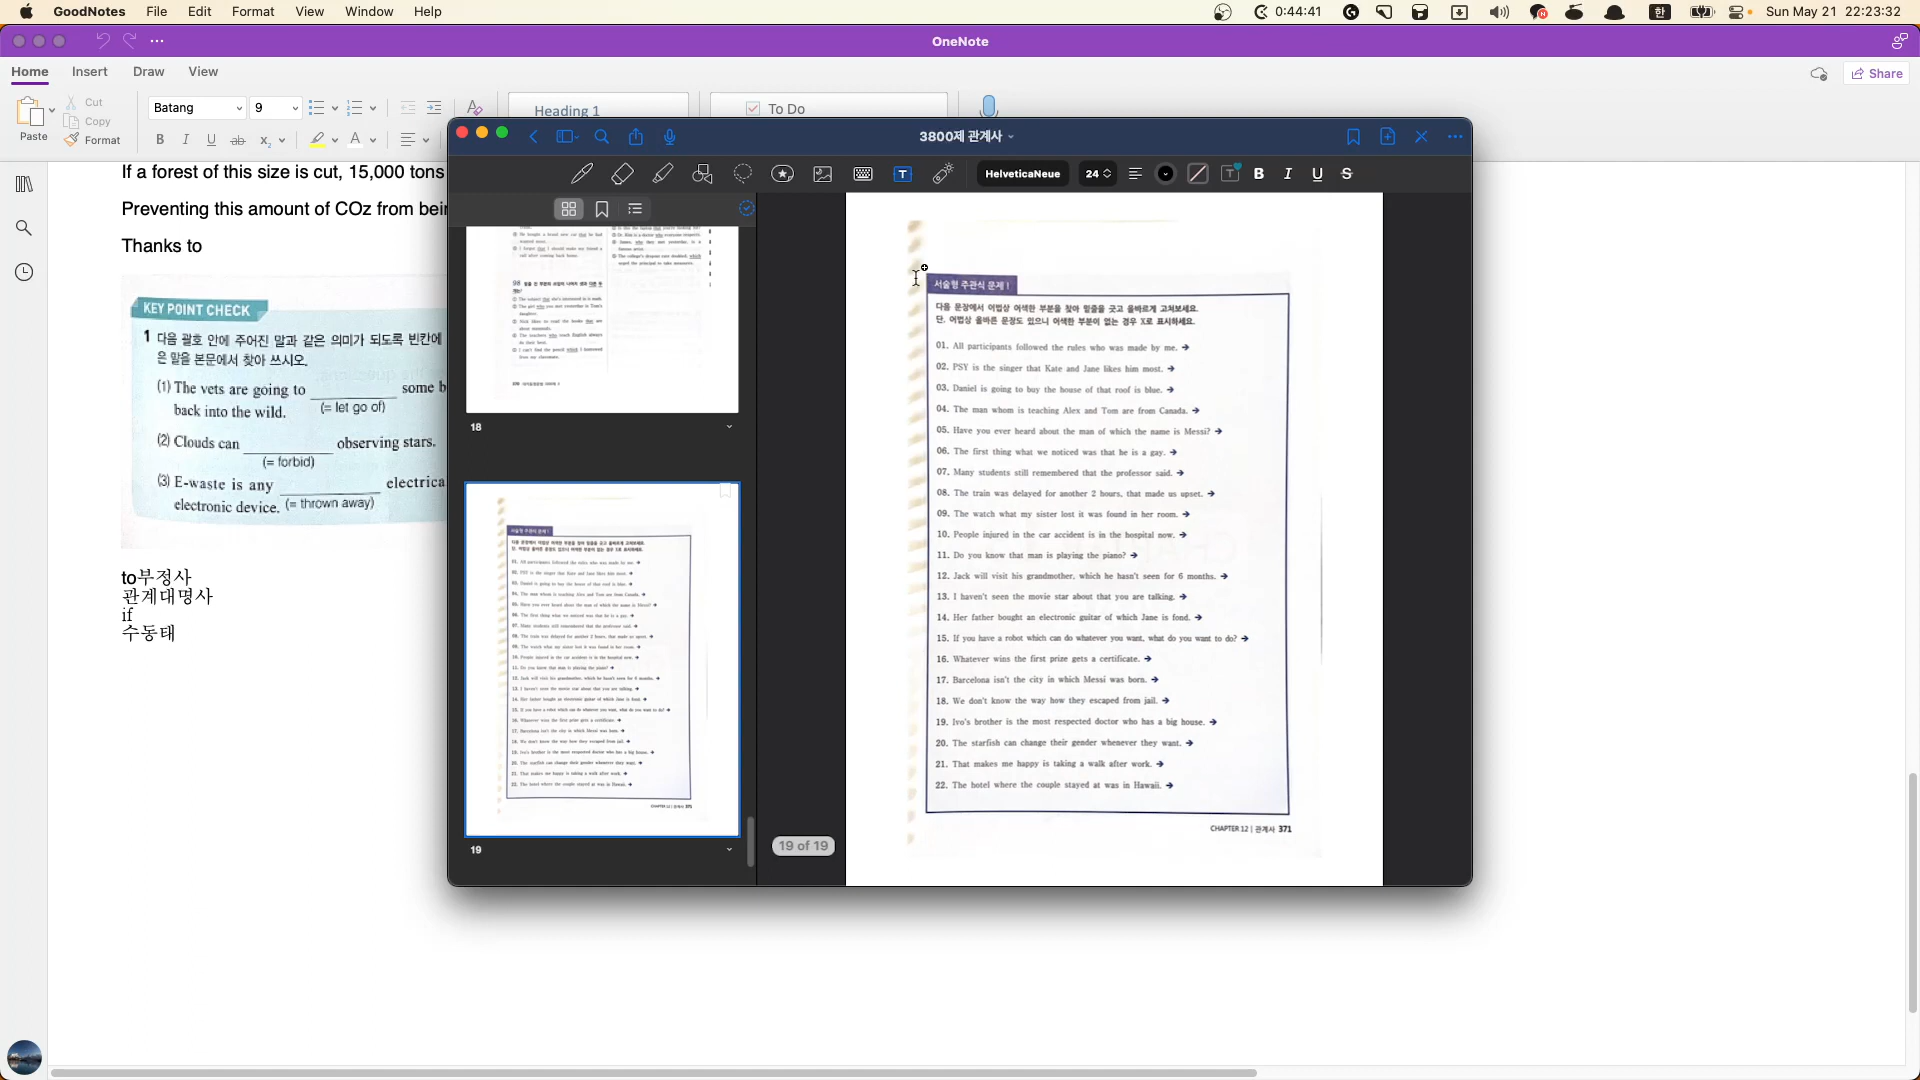 GoodNotes File Edit Format View Window Help
0:44:41
한
Sun May 21 22:23:32
OneNote
Home Insert Draw View
Share
Paste
Cut
Copy
Format
Batang
9
B I U ab
Heading 1
To Do
If a forest of this size is cut, 15,000 tons
Preventing this amount of COz from bei
Thanks to
KEY POINT CHECK
1 다음 괄호 안에 주어진 말과 같은 의미가 되도록 빈칸에
은 말을 본문에서 찾아 쓰시오.
(1) The vets are going to some b
back into the wild. (= let go of)
(2) Clouds can observing stars.
(= forbid)
(3) E-waste is any electrica
electronic device. (= thrown away)
to부정사
관계대명사
if
수동태
3800제 관계사
HelveticaNeue
24
B I U S
18
19
19 of 19
서술형 주관식 문제 !
다음 문장에서 어법상 어색한 부분을 찾아 밑줄을 긋고 올바르게 고쳐보세요.
단, 어법상 올바른 문장도 있으니 어색한 부분이 없는 경우 X로 표시하세요.
01. All participants followed the rules who was made by me. →
02. PSY is the singer that Kate and Jane likes him most. →
03. Daniel is going to buy the house of that roof is blue. →
04. The man whom is teaching Alex and Tom are from Canada. →
05. Have you ever heard about the man of which the name is Messi? →
06. The first thing what we noticed was that he is a gay. →
07. Many students still remembered that the professor said. →
08. The train was delayed for another 2 hours, that made us upset. →
09. The watch what my sister lost it was found in her room. →
10. People injured in the car accident is in the hospital now. →
11. Do you know that man is playing the piano? →
12. Jack will visit his grandmother, which he hasn't seen for 6 months. →
13. I haven't seen the movie star about that you are talking. →
14. Her father bought an electronic guitar of which Jane is fond. →
15. If you have a robot which can do whatever you want, what do you want to do? →
16. Whatever wins the first prize gets a certificate. →
17. Barcelona isn't the city in which Messi was born. →
18. We don't know the way how they escaped from jail. →
19. Ivo's brother is the most respected doctor who has a big house. →
20. The starfish can change their gender whenever they want. →
21. That makes me happy is taking a walk after work. →
22. The hotel where the couple stayed at was in Hawaii. →
CHAPTER 12 | 관계사 371